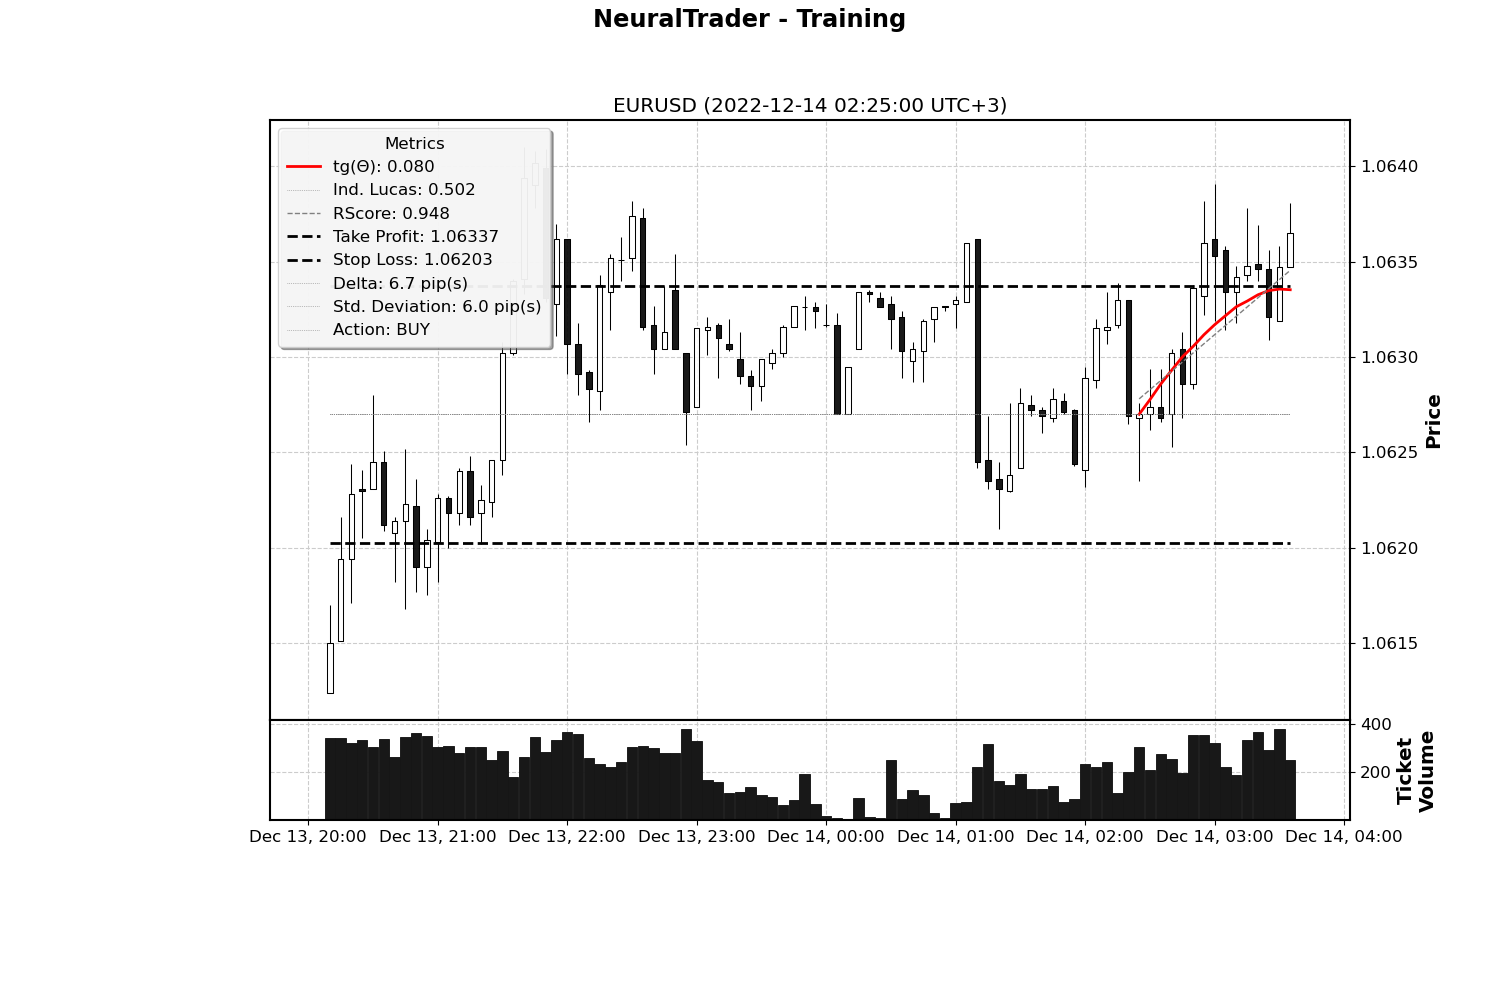 NeuralTrader - Training
EURUSD (2022-12-14 02:25:00 UTC+3)
Metrics
tg(Θ): 0.080
Ind. Lucas: 0.502
RScore: 0.948
Take Profit: 1.06337
Stop Loss: 1.06203
Delta: 6.7 pip(s)
Std. Deviation: 6.0 pip(s)
Action: BUY
1.0640
1.0635
1.0630
1.0625
1.0620
1.0615
Price
400
200
Ticket
Volume
Dec 13, 20:00 Dec 13, 21:00 Dec 13, 22:00 Dec 13, 23:00 Dec 14, 00:00 Dec 14, 01:00 Dec 14, 02:00 Dec 14, 03:00 Dec 14, 04:00